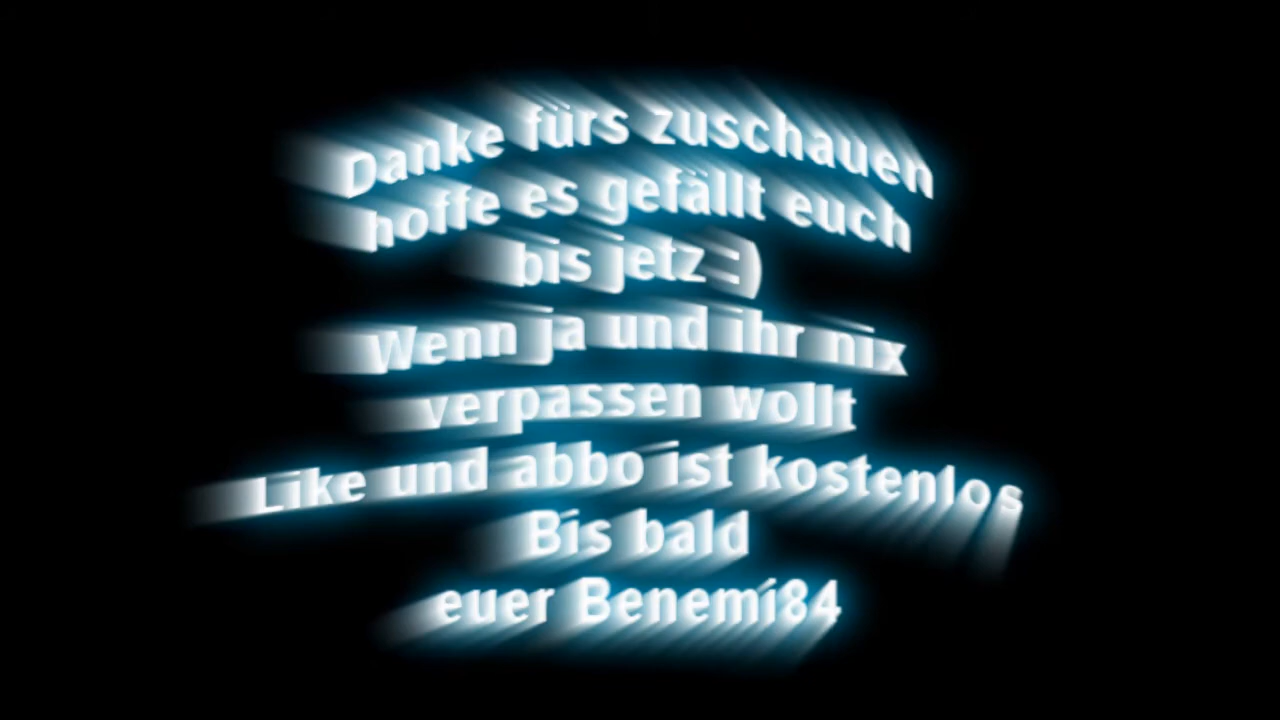 Danke fürs zuschauen
hoffe es gefällt euch
bis jetz :)
Wenn ja und ihr nix
verpassen wollt
Like und abbo ist kostenlos
Bis bald
euer Benemi84